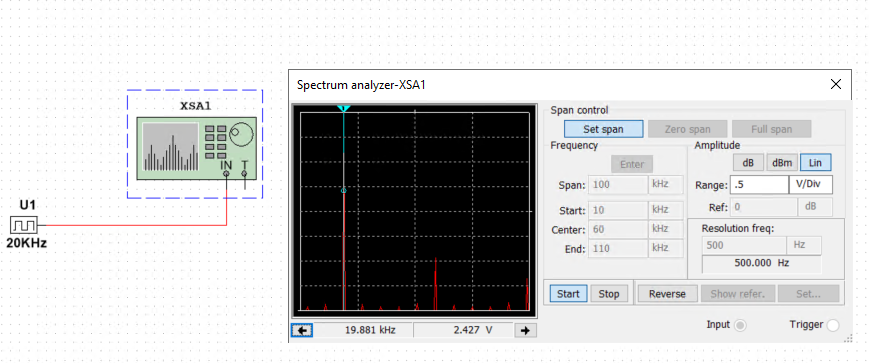 XSA1
IN T
U1
20KHz
Spectrum analyzer-XSA1
1
19.881 kHz 2.427 V
Span control
Set span Zero span Full span
Frequency
Enter
Span: 100 kHz
Start: 10 kHz
Center: 60 kHz
End: 110 kHz
Amplitude
dB dBm Lin
Range: .5 V/Div
Ref: 0 dB
Resolution freq:
500 Hz
500.000 Hz
Start Stop Reverse Show refer. Set...
Input Trigger